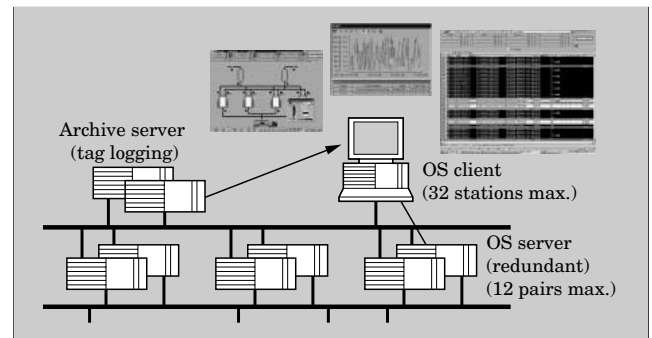 Archive server
(tag logging)
OS client
(32 stations max.)
OS server
(redundant)
(12 pairs max.)